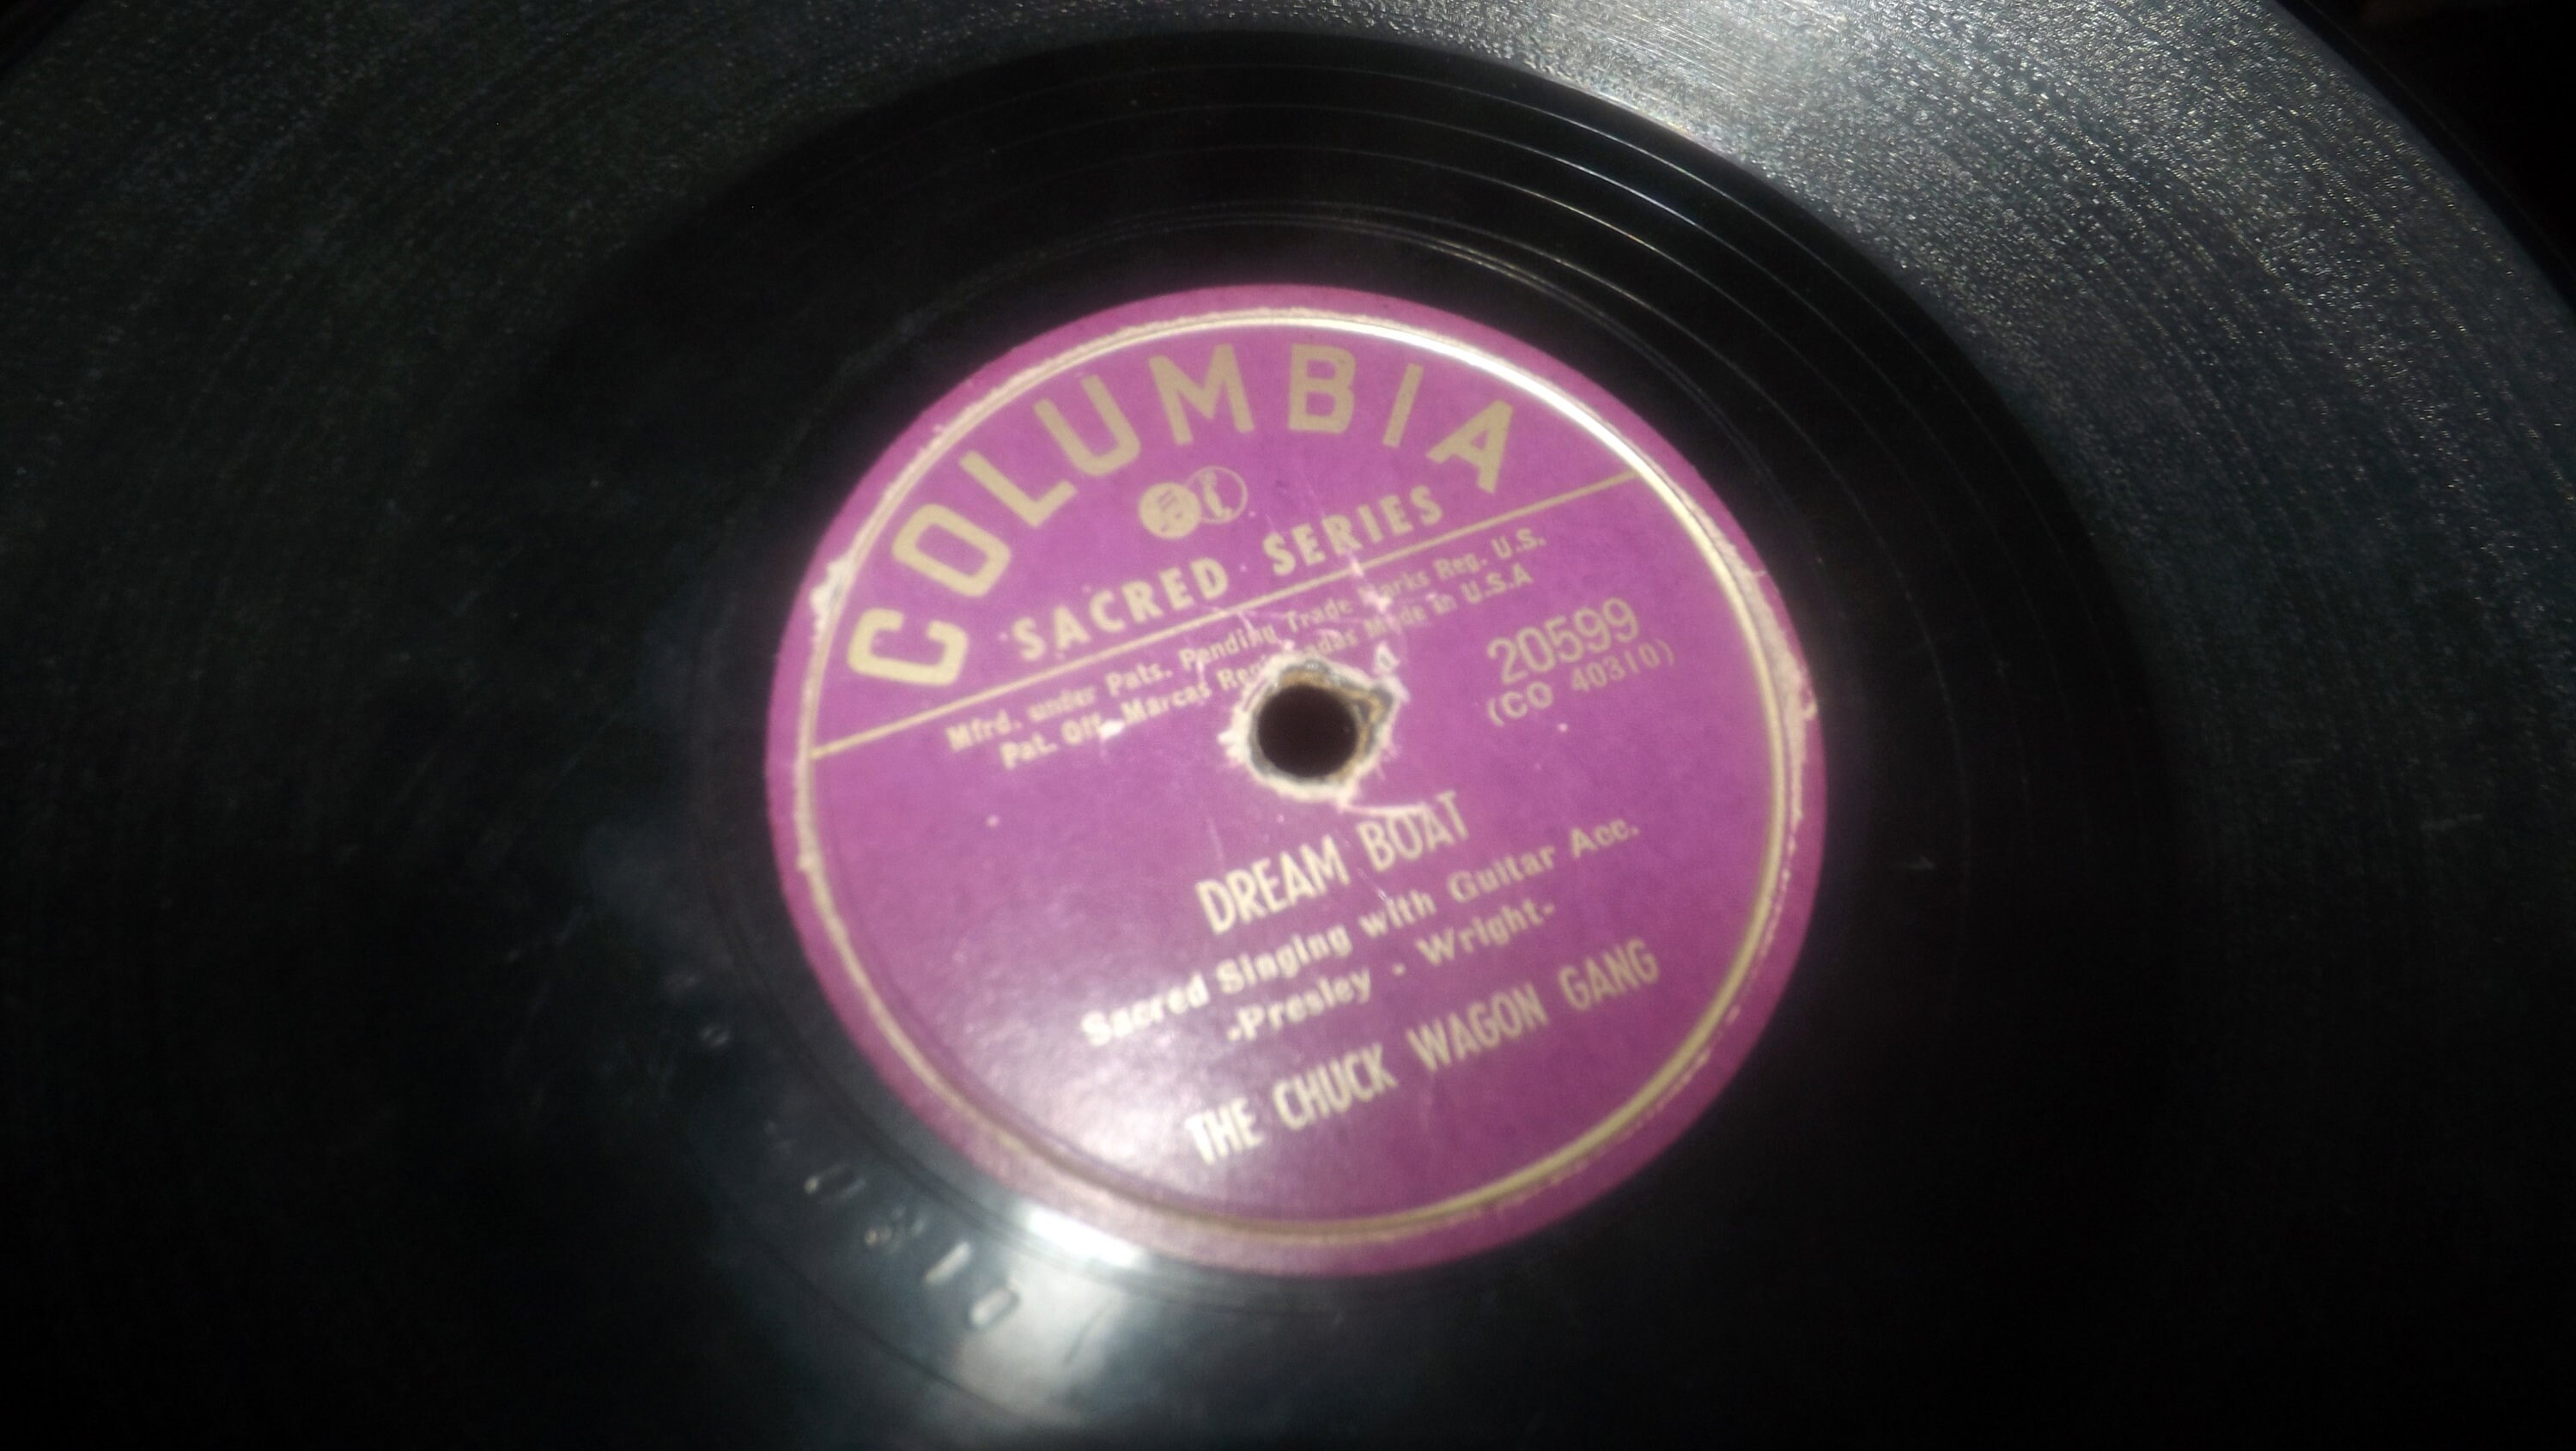 COLUMBIA
SACRED SERIES
Mfrd. under Pats. Pending Trade Marks Reg. U.S.
Pat. Off. Marcas Registradas Made in U.S.A
20599
(CO 40310)
DREAM BOAT
Sacred Singing with Guitar Acc.
-Presley - Wright-
THE CHUCK WAGON GANG